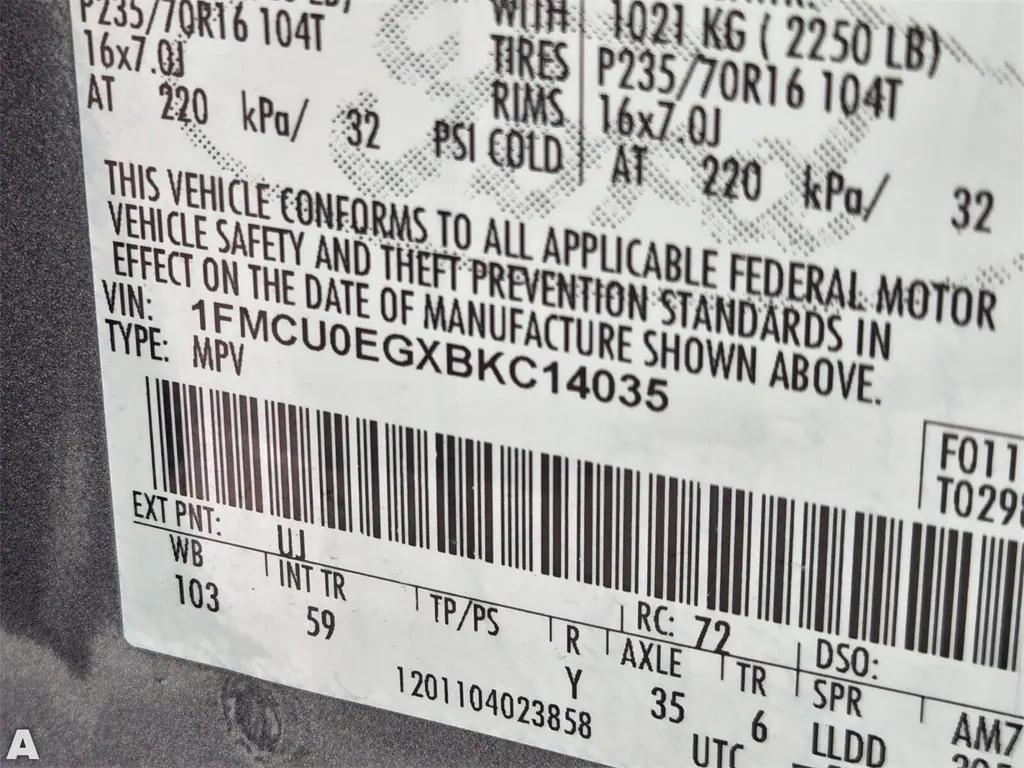 P235/70R16 104T
16x7.0J
AT 220 kPa/ 32 PSI COLD
WITH
TIRES
RIMS
1021 KG ( 2250 LB)
P235/70R16 104T
16x7.0J
AT 220 kPa/ 32
THIS VEHICLE CONFORMS TO ALL APPLICABLE FEDERAL MOTOR
VEHICLE SAFETY AND THEFT PREVENTION STANDARDS IN
EFFECT ON THE DATE OF MANUFACTURE SHOWN ABOVE.
VIN: 1FMCU0EGXBKC14035
TYPE: MPV
F011
T029
EXT PNT: UJ RC: 72 DSO:
WB INT TR TP/PS R AXLE TR SPR
103 59 Y 35 6 LLDD AM7
1201104023858 UTC
A